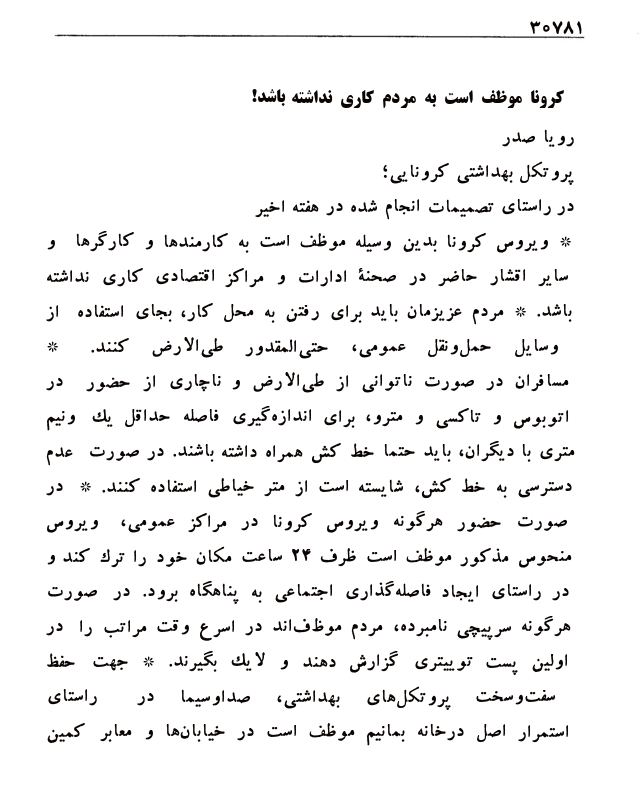 ۳۰۷۸۱
کرونا موظف است به مردم کاری نداشته باشد!
رویا صدر
پروتکل بهداشتی کرونایی؛
در راستای تصمیمات انجام شده در هفته اخیر
* ویروس کرونا بدین وسیله موظف است به کارمندها و کارگرها و
سایر اقشار حاضر در صحنهٔ ادارات و مراکز اقتصادی کاری نداشته
باشد. * مردم عزیزمان باید برای رفتن به محل کار، بجای استفاده از
وسایل حمل‌ونقل عمومی، حتی‌المقدور طی‌الارض کنند. *
مسافران در صورت ناتوانی از طی‌الارض و ناچاری از حضور در
اتوبوس و تاکسی و مترو، برای اندازه‌گیری فاصله حداقل یك ونیم
متری با دیگران، باید حتما خط کش همراه داشته باشند. در صورت عدم
دسترسی به خط کش، شایسته است از متر خیاطی استفاده کنند. * در
صورت حضور هرگونه ویروس کرونا در مراکز عمومی، ویروس
منحوس مذکور موظف است ظرف ۲۴ ساعت مکان خود را ترك کند و
در راستای ایجاد فاصله‌گذاری اجتماعی به پناهگاه برود. در صورت
هرگونه سرپیچی نامبرده، مردم موظف‌اند در اسرع وقت مراتب را در
اولین پست توییتری گزارش دهند و لایك بگیرند. * جهت حفظ
سفت‌وسخت پروتکل‌های بهداشتی، صداوسیما در راستای
استمرار اصل درخانه بمانیم موظف است در خیابان‌ها و معابر کمین